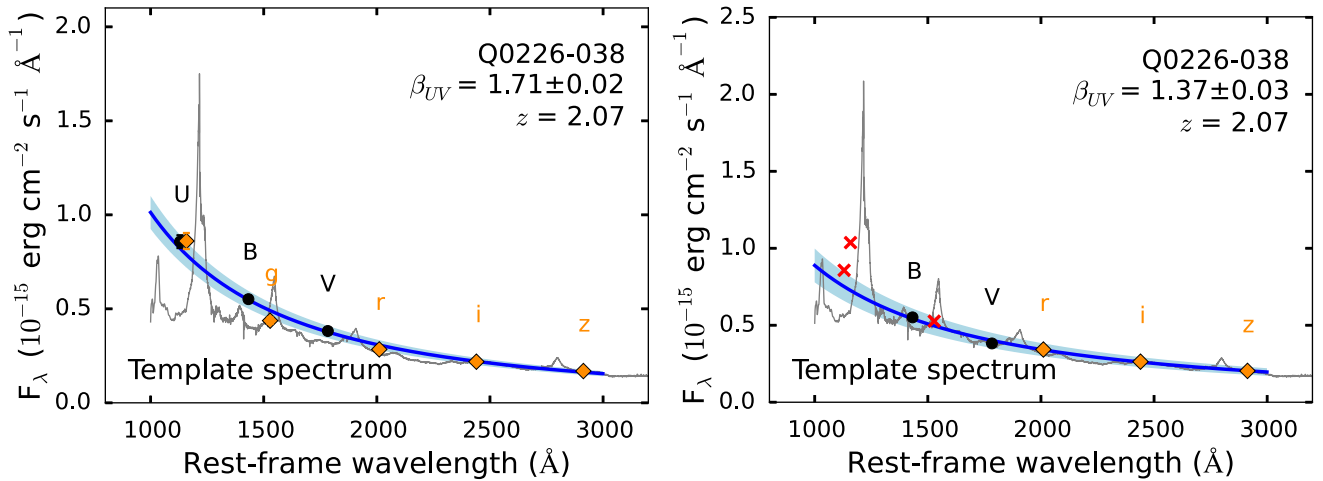 Q0226-038
β_UV = 1.71±0.02
z = 2.07
U
B
g
V
r
i
z
Template spectrum
2.0
1.5
1.0
0.5
0.0
1000 1500 2000 2500 3000
Rest-frame wavelength (Å)
F_λ (10⁻¹⁵ erg cm⁻² s⁻¹ Å⁻¹)
Q0226-038
β_UV = 1.37±0.03
z = 2.07
B
V
r
i
z
Template spectrum
2.5
2.0
1.5
1.0
0.5
0.0
1000 1500 2000 2500 3000
Rest-frame wavelength (Å)
F_λ (10⁻¹⁵ erg cm⁻² s⁻¹ Å⁻¹)